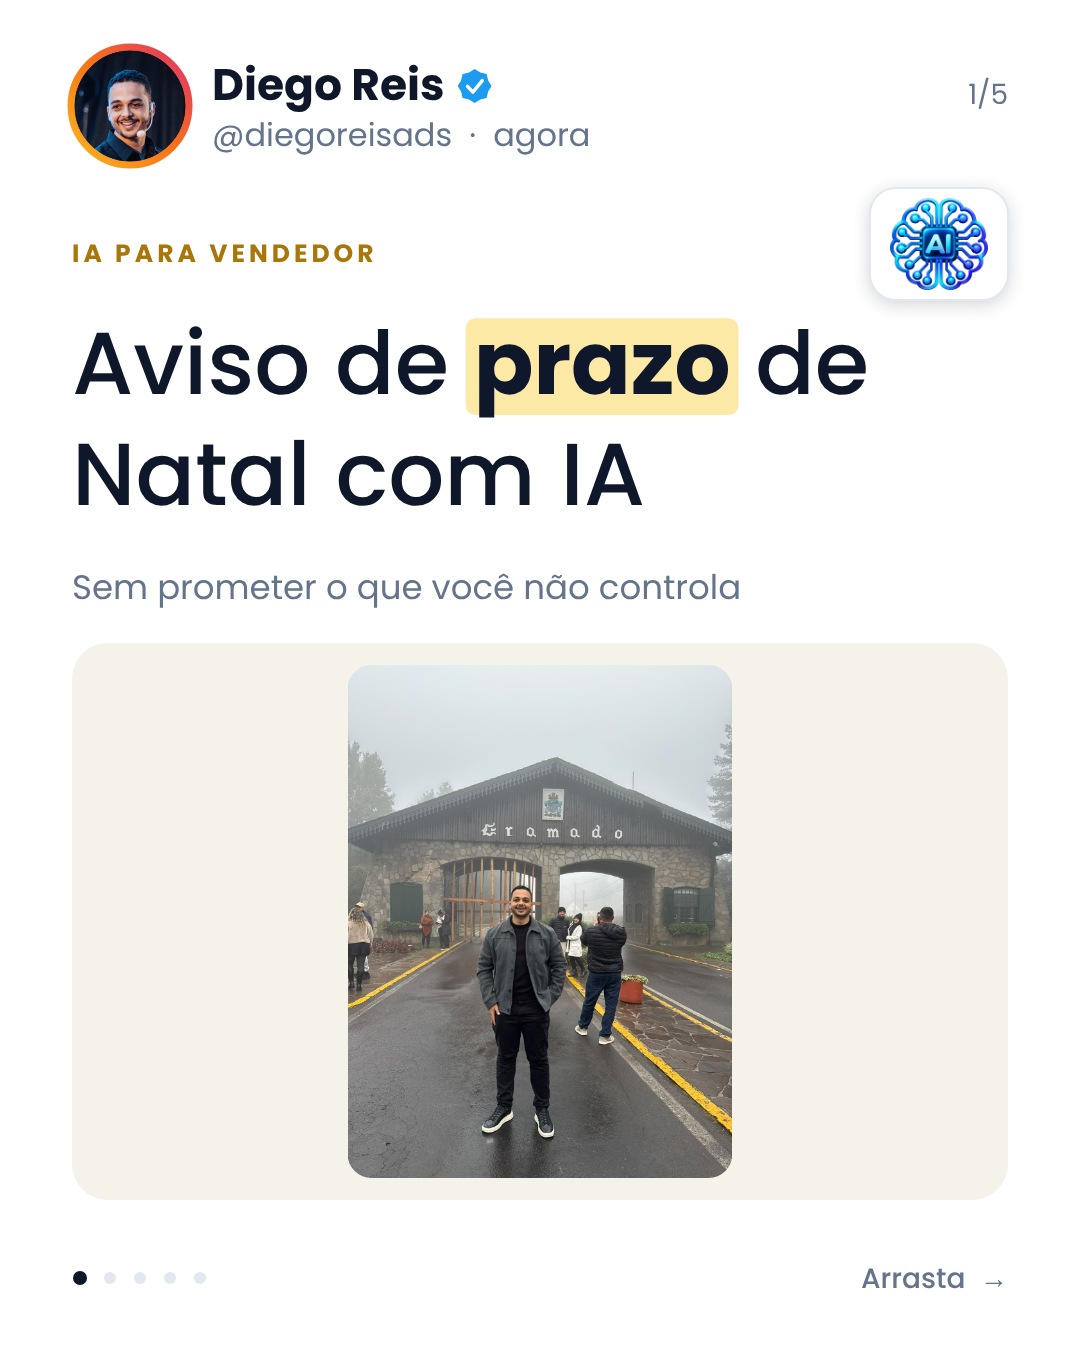 Diego Reis
@diegoreisads · agora
1/5
AI
IA PARA VENDEDOR
Aviso de prazo de
Natal com IA
Sem prometer o que você não controla
Gramado
Arrasta →